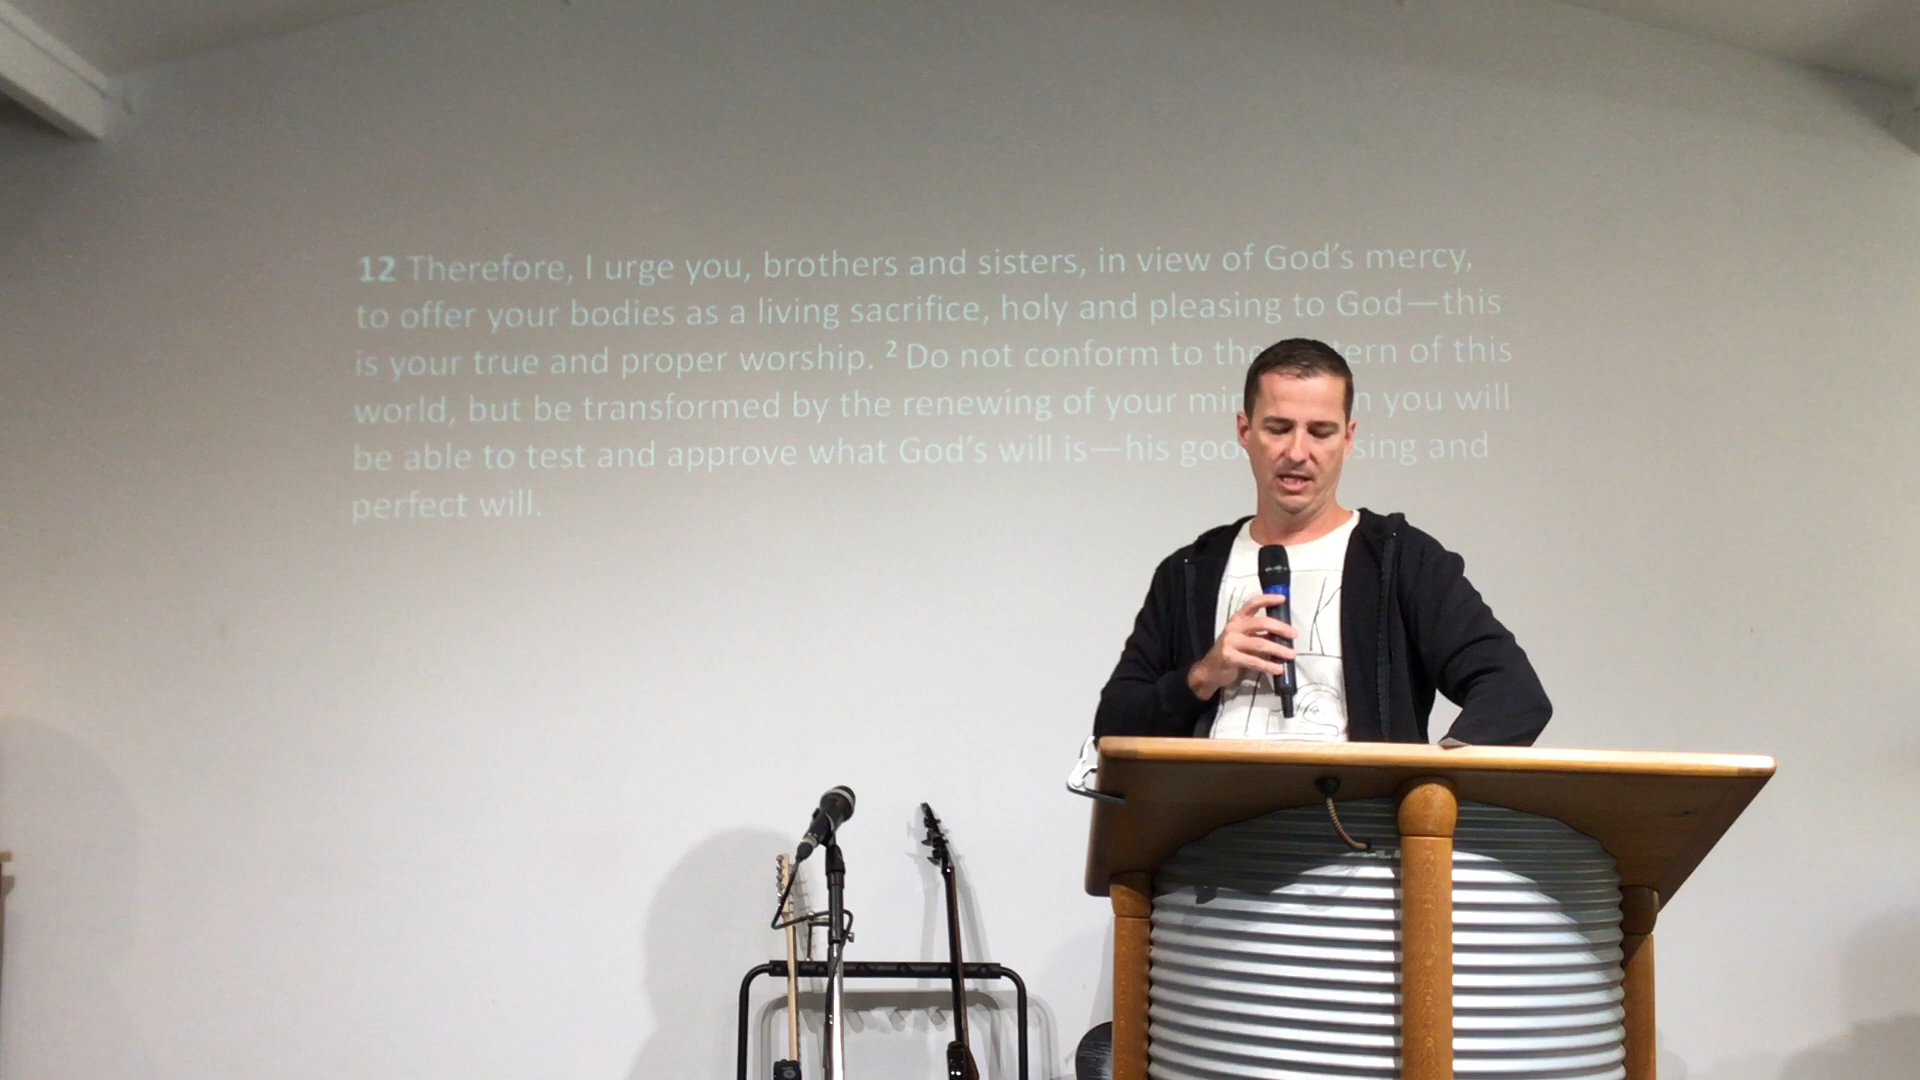 12 Therefore, I urge you, brothers and sisters, in view of God's mercy,
to offer your bodies as a living sacrifice, holy and pleasing to God—this
is your true and proper worship. 2 Do not conform to the tern of this
world, but be transformed by the renewing of your you will
be able to test and approve what God's will is—his and
perfect will.